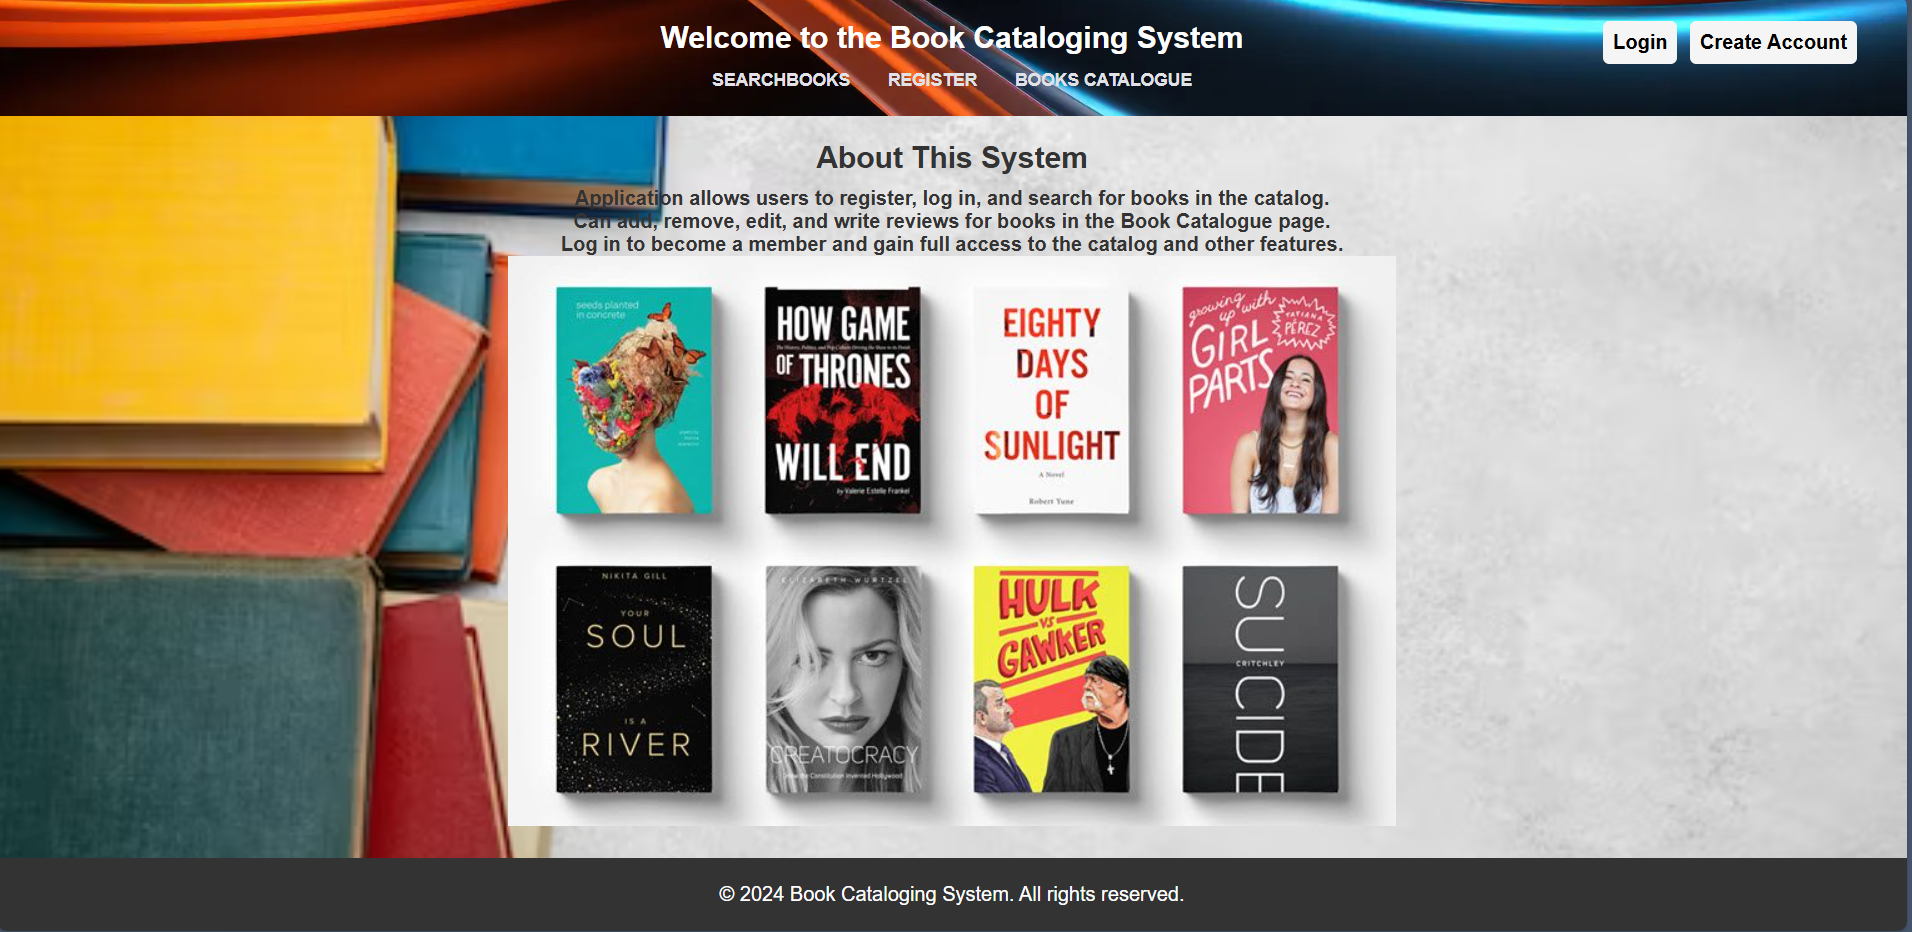 Welcome to the Book Cataloging System
Login
Create Account
SEARCHBOOKS REGISTER BOOKS CATALOGUE
About This System
Application allows users to register, log in, and search for books in the catalog.
Can add, remove, edit, and write reviews for books in the Book Catalogue page.
Log in to become a member and gain full access to the catalog and other features.
seeds planted
in concrete
HOW GAME
OF THRONES
WILL END
by Valerie Estelle Frankel
EIGHTY
DAYS
OF
SUNLIGHT
A Novel
Robert Yune
growing
up with
GIRL
PARTS
TATIANA
PÉREZ
NIKITA GILL
YOUR
SOUL
IS A
RIVER
ELIZABETH WURTZEL
CREATOCRACY
How the Constitution Invented Hollywood
HULK
VS
GAWKER
SUICIDE
CRITCHLEY
© 2024 Book Cataloging System. All rights reserved.